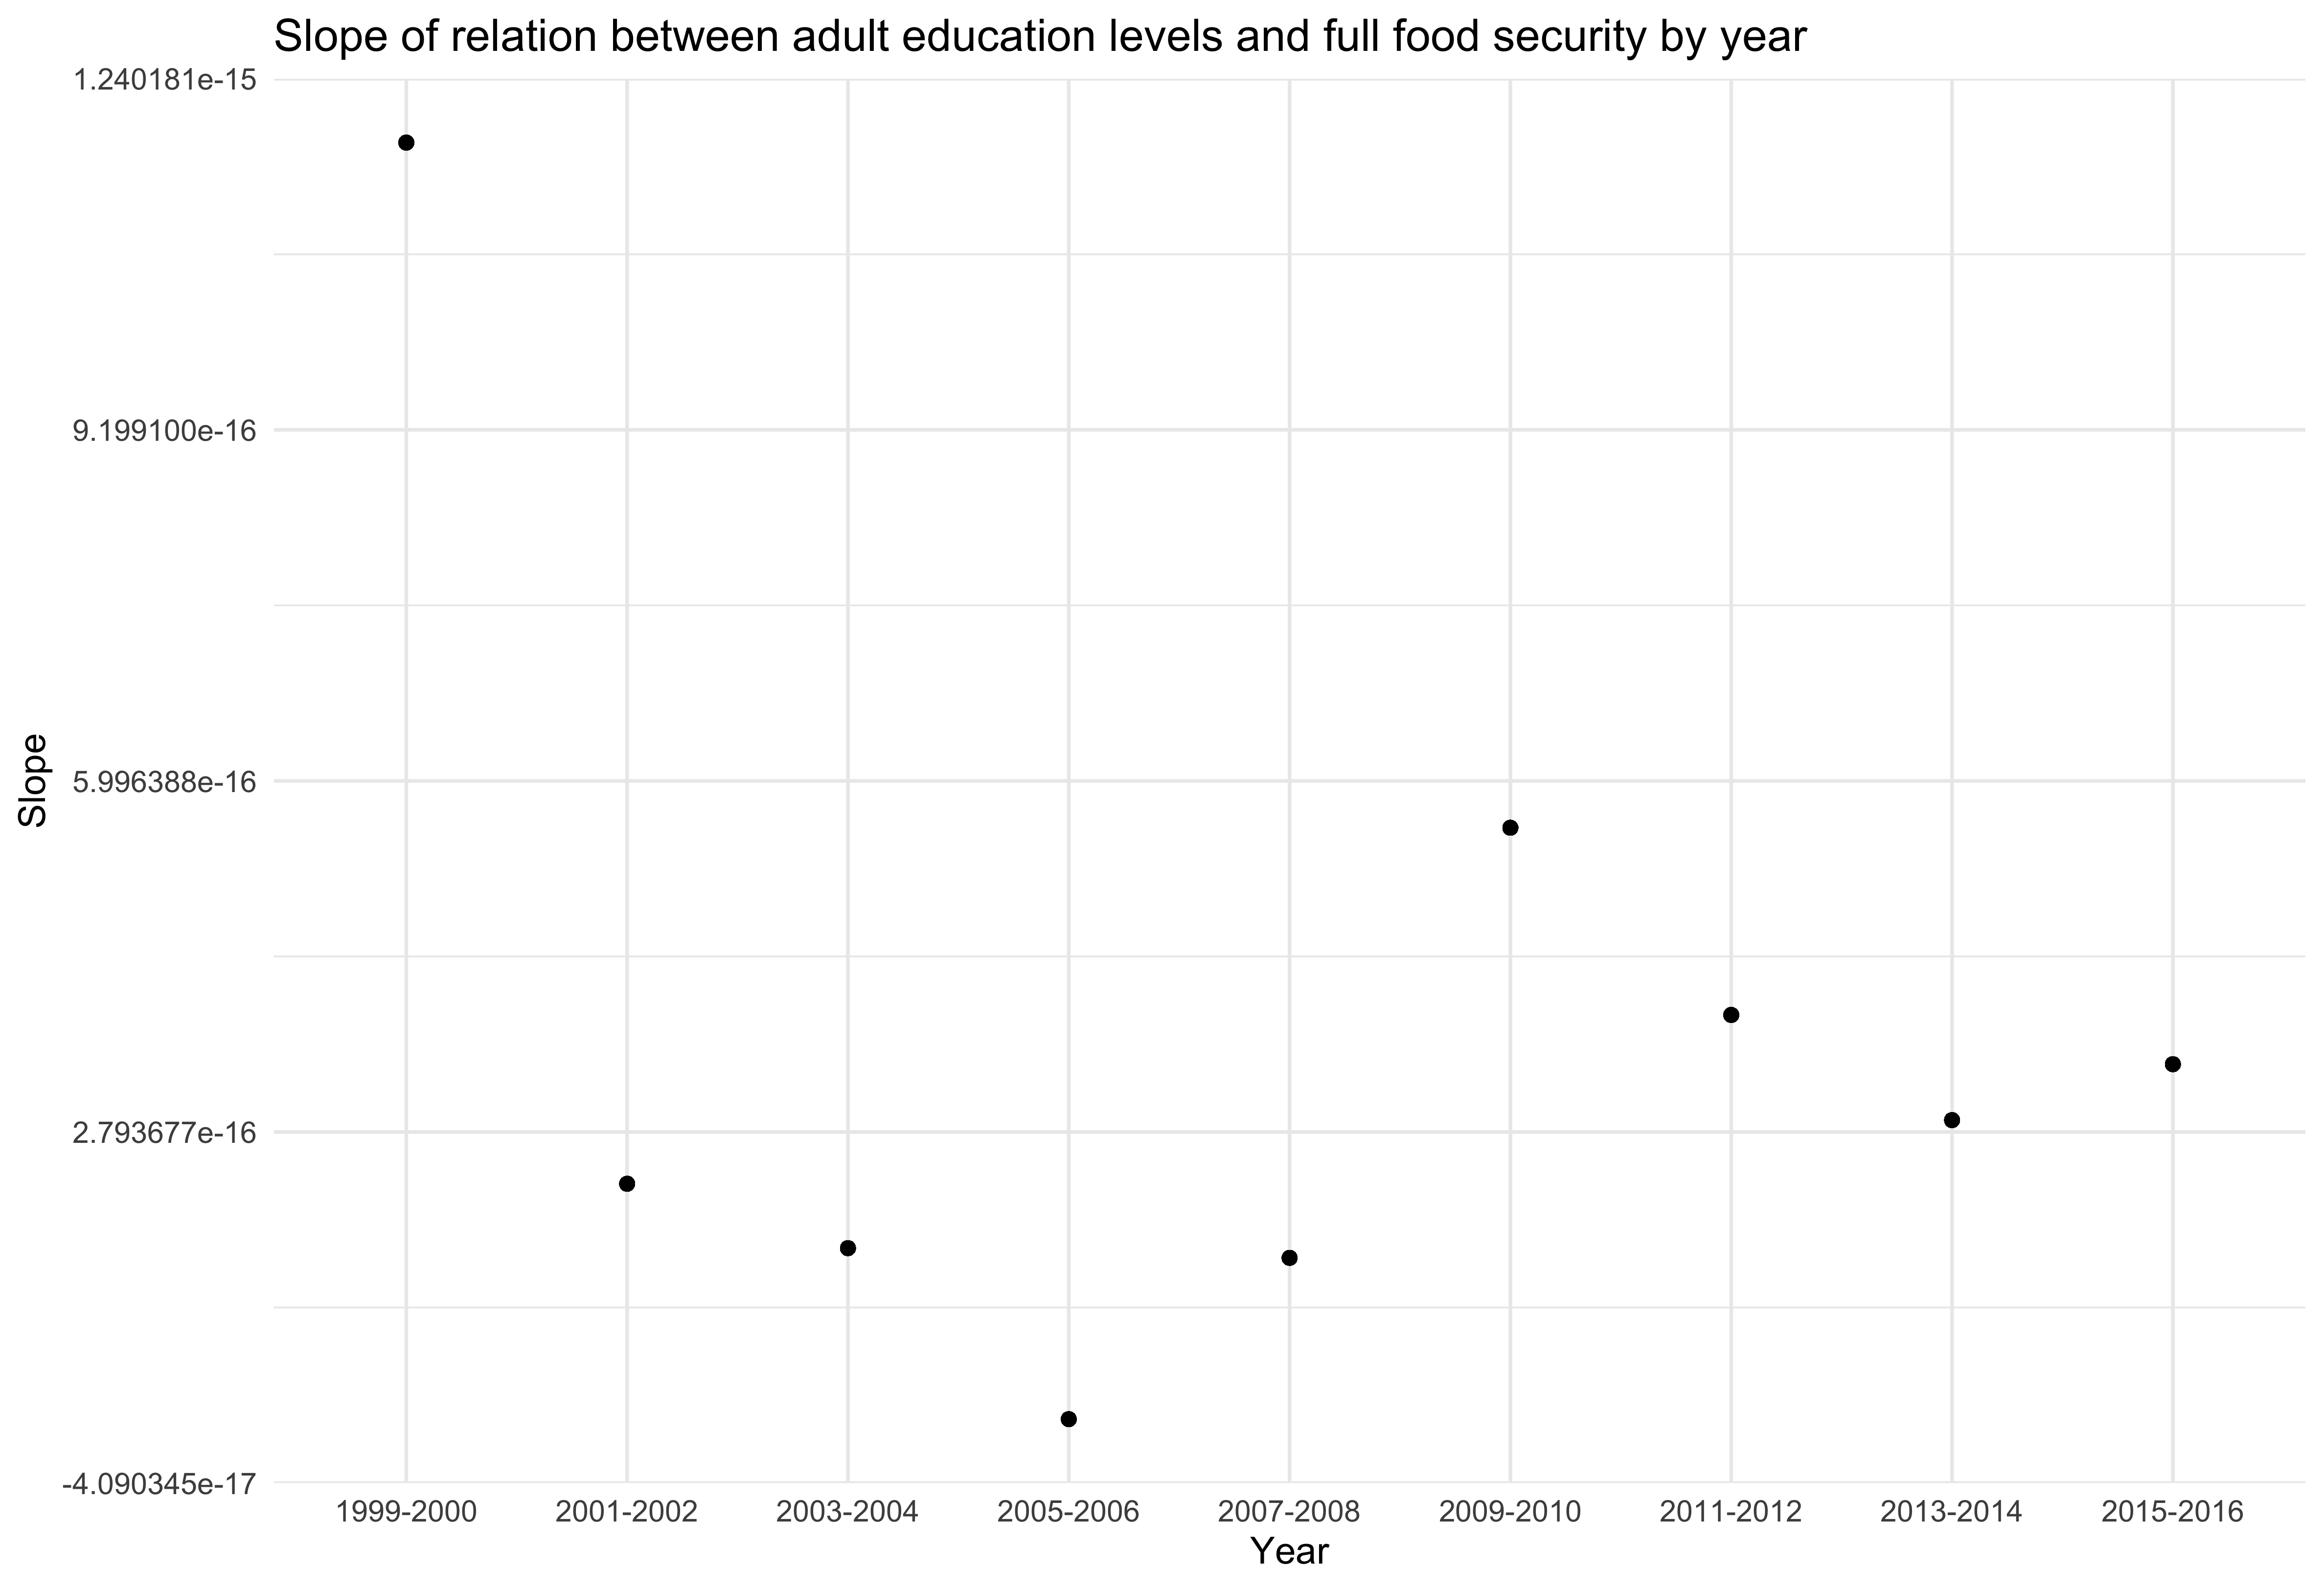 Slope of relation between adult education levels and full food security by year
1.240181e-15
9.199100e-16
5.996388e-16
2.793677e-16
-4.090345e-17
Slope
1999-2000 2001-2002 2003-2004 2005-2006 2007-2008 2009-2010 2011-2012 2013-2014 2015-2016
Year